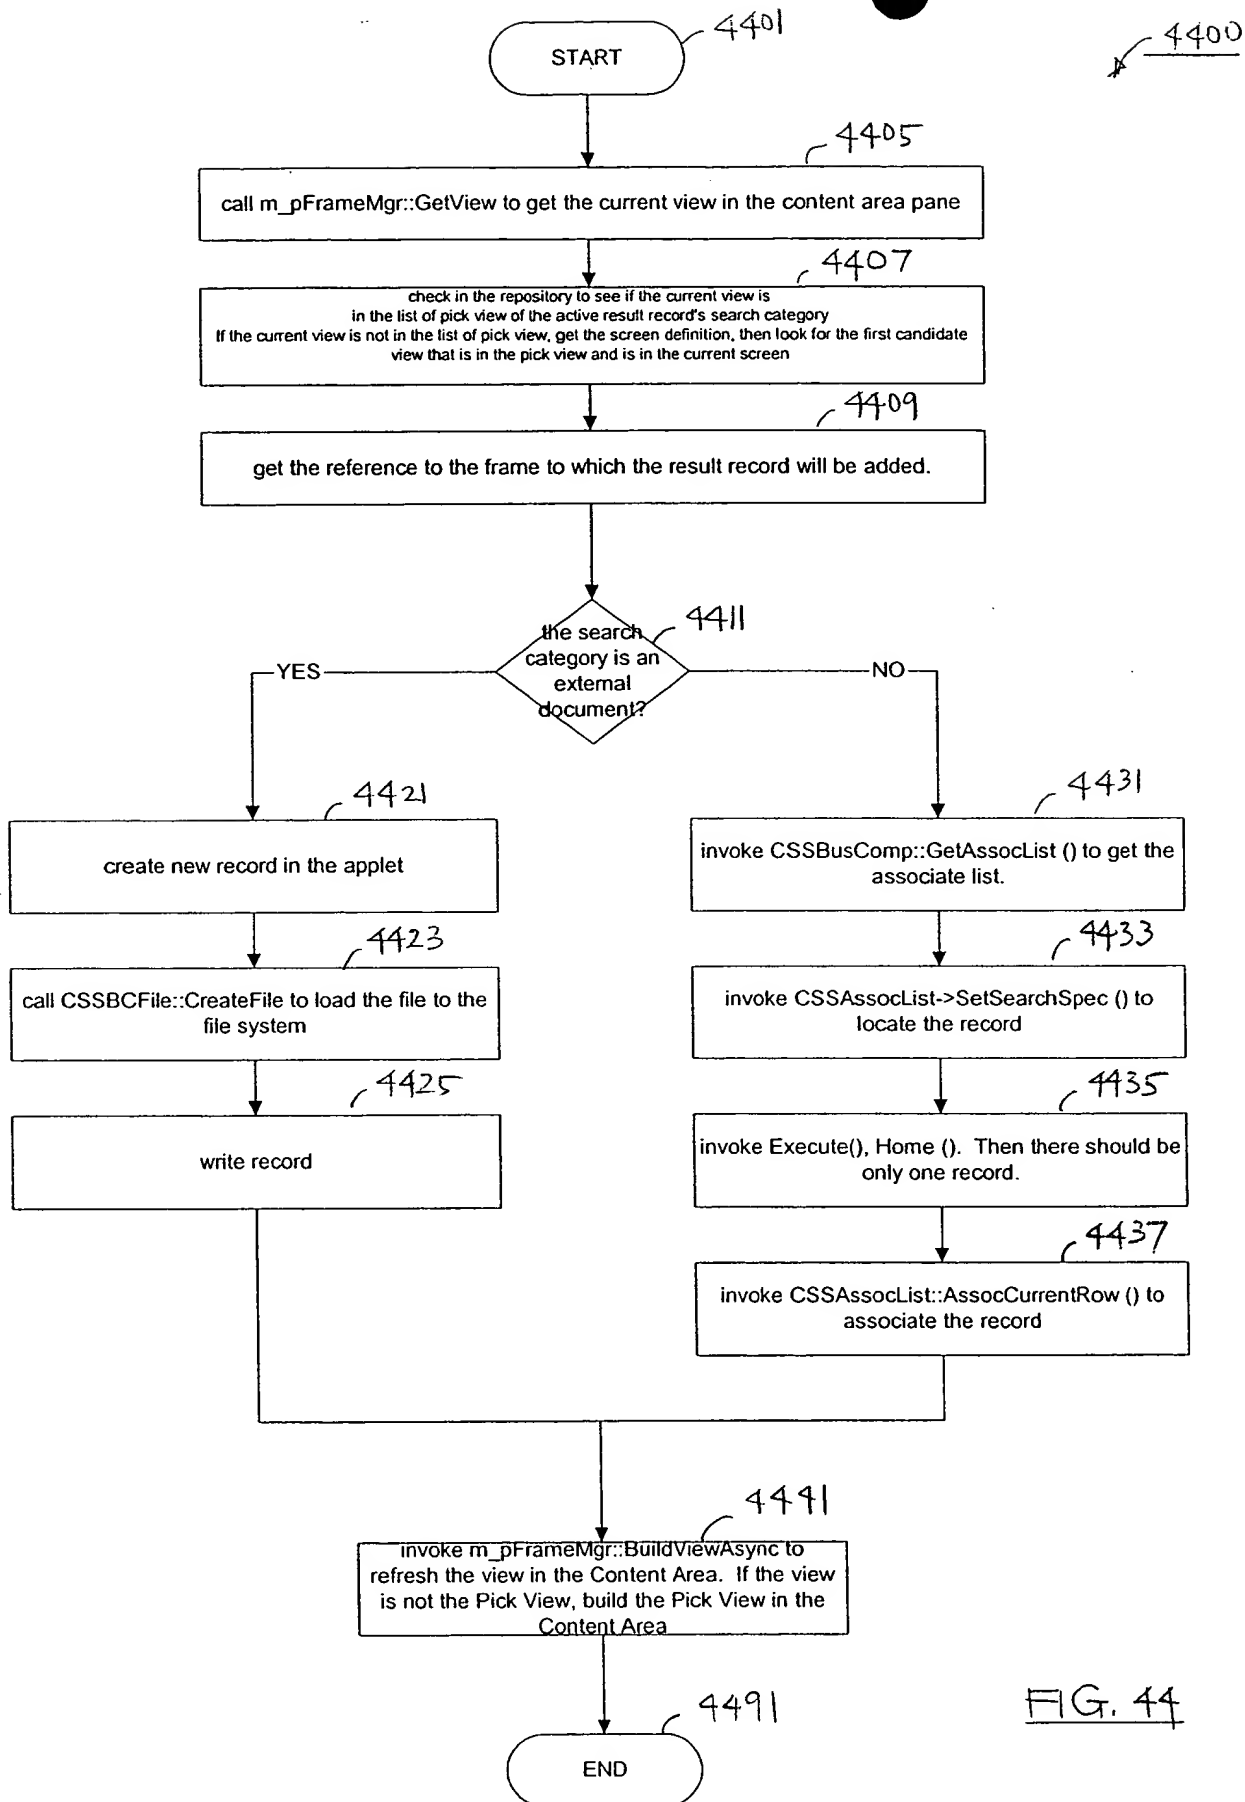 START
4401
4400
4405
call m_pFrameMgr::GetView to get the current view in the content area pane
4407
check in the repository to see if the current view is
in the list of pick view of the active result record's search category
If the current view is not in the list of pick view, get the screen definition, then look for the first candidate
view that is in the pick view and is in the current screen
4409
get the reference to the frame to which the result record will be added.
4411
the search
category is an
external
document?
YES
NO
4421
create new record in the applet
4423
call CSSBCFile::CreateFile to load the file to the
file system
4425
write record
4431
invoke CSSBusComp::GetAssocList () to get the
associate list.
4433
invoke CSSAssocList->SetSearchSpec () to
locate the record
4435
invoke Execute(), Home (). Then there should be
only one record.
4437
invoke CSSAssocList::AssocCurrentRow () to
associate the record
4441
invoke m_pFrameMgr::BuildViewAsync to
refresh the view in the Content Area. If the view
is not the Pick View, build the Pick View in the
Content Area
4491
END
FIG. 44